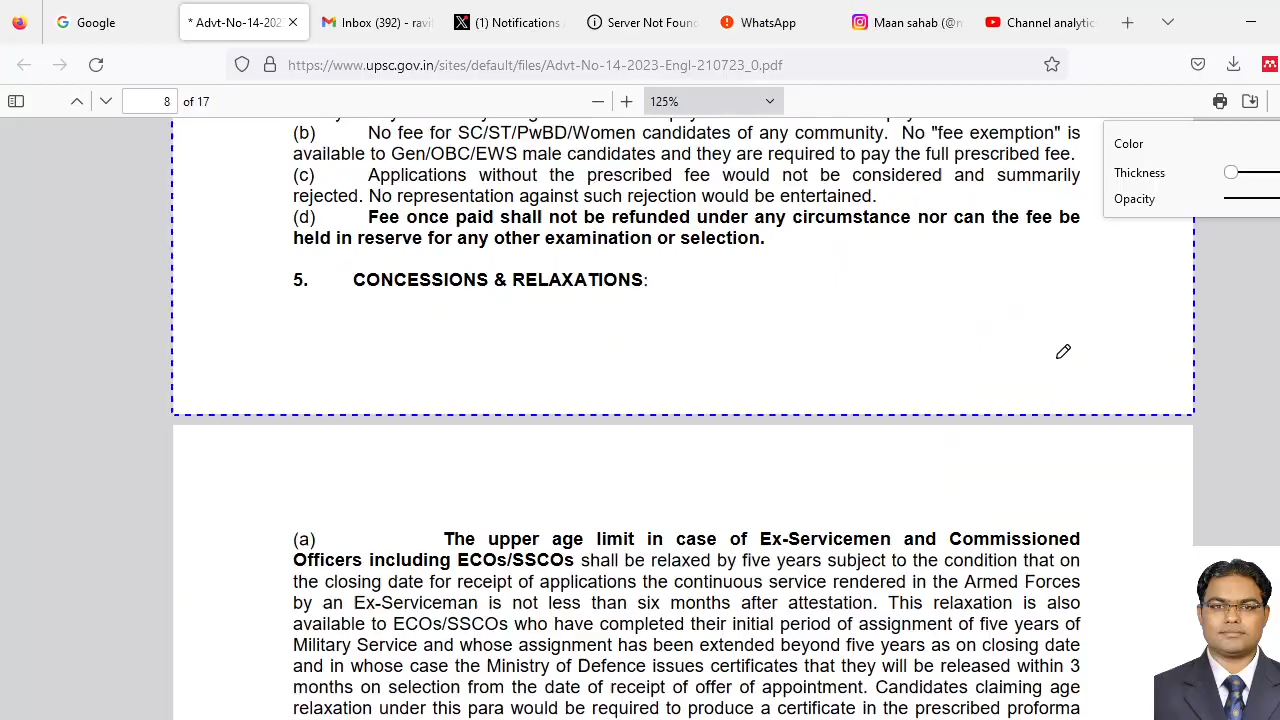 Google
* Advt-No-14-202
Inbox (392) - ravi
(1) Notifications
Server Not Foun
WhatsApp
Maan sahab (@n
Channel analytic
https://www.upsc.gov.in/sites/default/files/Advt-No-14-2023-Engl-210723_0.pdf
8 of 17
125%
Color
Thickness
Opacity
(b) No fee for SC/ST/PwBD/Women candidates of any community. No "fee exemption" is
available to Gen/OBC/EWS male candidates and they are required to pay the full prescribed fee.
(c) Applications without the prescribed fee would not be considered and summarily
rejected. No representation against such rejection would be entertained.
(d) Fee once paid shall not be refunded under any circumstance nor can the fee be
held in reserve for any other examination or selection.
5. CONCESSIONS & RELAXATIONS:
(a) The upper age limit in case of Ex-Servicemen and Commissioned
Officers including ECOs/SSCOs shall be relaxed by five years subject to the condition that on
the closing date for receipt of applications the continuous service rendered in the Armed Forces
by an Ex-Serviceman is not less than six months after attestation. This relaxation is also
available to ECOs/SSCOs who have completed their initial period of assignment of five years of
Military Service and whose assignment has been extended beyond five years as on closing date
and in whose case the Ministry of Defence issues certificates that they will be released within 3
months on selection from the date of receipt of offer of appointment. Candidates claiming age
relaxation under this para would be required to produce a certificate in the prescribed proforma